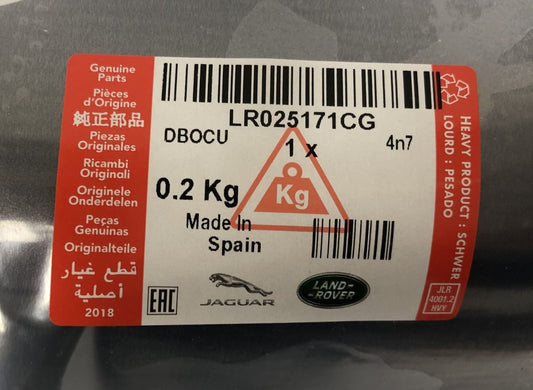 Genuine
Parts
Pièces
d'Origine
純正部品
Piezas
Originales
Ricambi
Originali
Originele
Onderdelen
Peças
Genuinas
Originalteile
قطع غيار
أصلية
2018
LR025171CG
DBOCU
1 x
4n7
0.2 Kg
Kg
Made In
Spain
EAC
JAGUAR
LAND-
-ROVER
HEAVY PRODUCT : SCHWER
LOURD : PESADO
JLR
4001.2
HVY